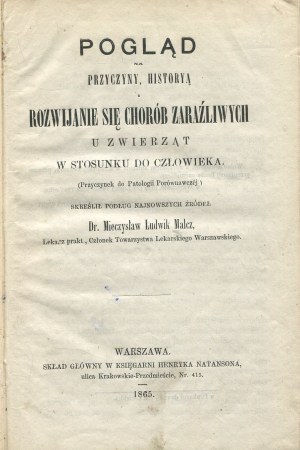 POGLĄD
NA
PRZYCZYNY, HISTORYĄ
I
ROZWIJANIE SIĘ CHORÓB ZARAŹLIWYCH
U ZWIERZĄT
W STOSUNKU DO CZŁOWIEKA.
(Przyczynek do Patologii Porównawczéj)
SKREŚLIŁ PODŁUG NAJNOWSZYCH ŹRÓDEŁ
Dr. Mieczysław Ludwik Malcz,
Lekarz prakt., Członek Towarzystwa Lekarskiego Warszawskiego.
WARSZAWA.
SKŁAD GŁÓWNY W KSIĘGARNI HENRYKA NATANSONA,
ulica Krakowskie-Przedmieście, Nr. 415.
1865.